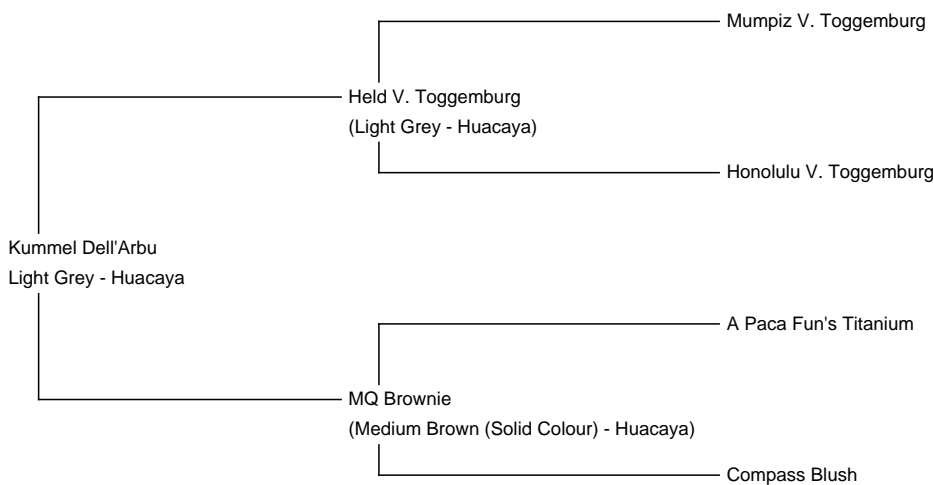 Mumpiz V. Toggemburg
Held V. Toggemburg
(Light Grey - Huacaya)
Honolulu V. Toggemburg
Kummel Dell'Arbu
Light Grey - Huacaya
A Paca Fun's Titanium
MQ Brownie
(Medium Brown (Solid Colour) - Huacaya)
Compass Blush